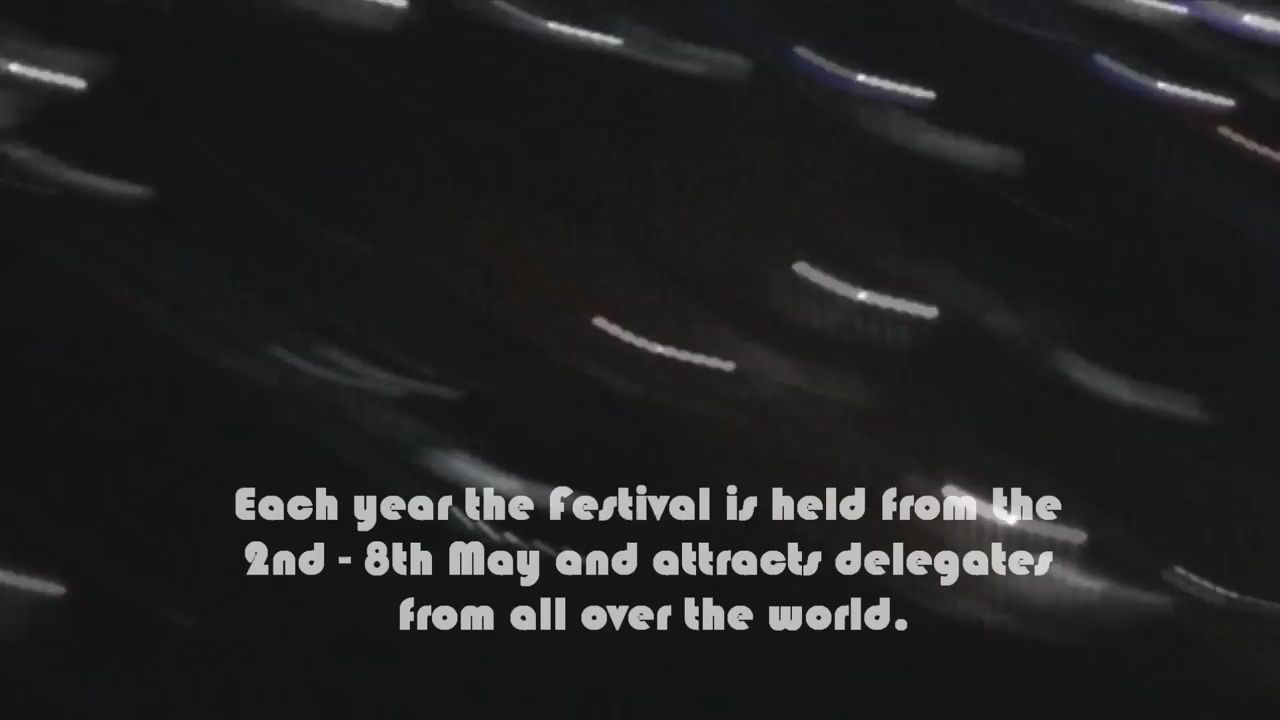 Each year the Festival is held from the
2nd - 8th May and attracts delegates
from all over the world.